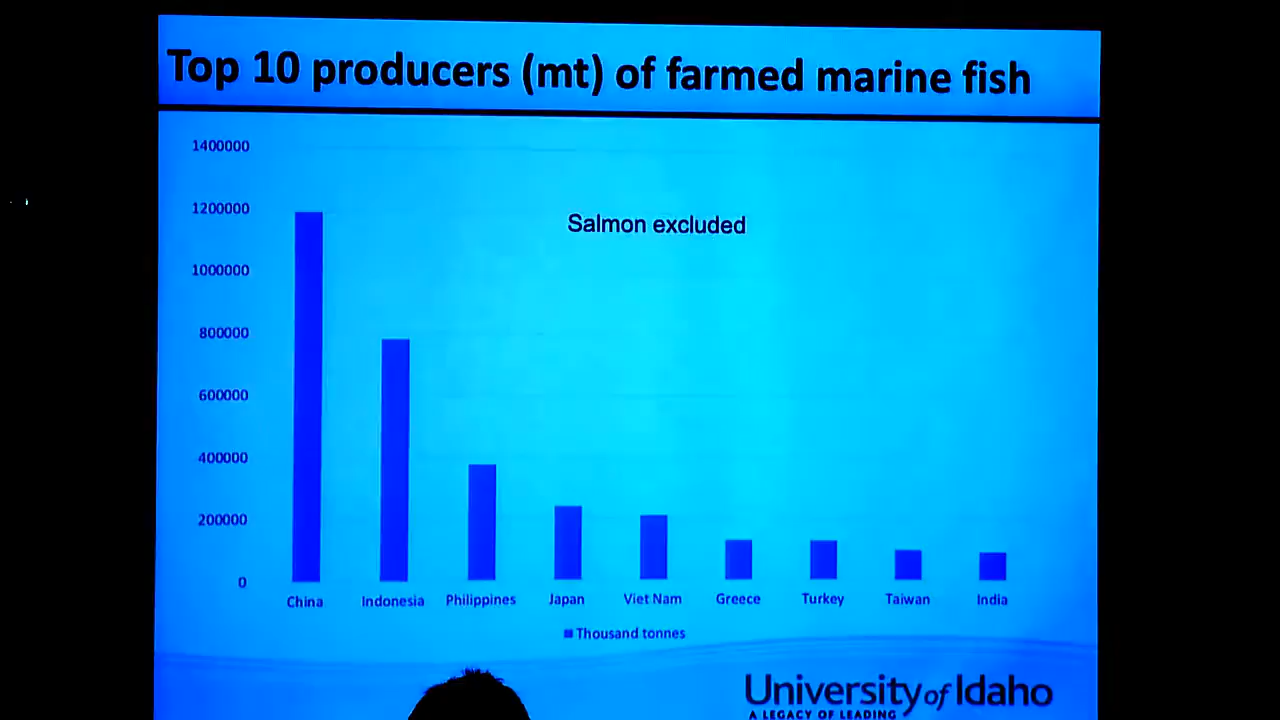 Top 10 producers (mt) of farmed marine fish
1400000
1200000
1000000
800000
600000
400000
200000
0
Salmon excluded
China Indonesia Philippines Japan Viet Nam Greece Turkey Taiwan India
Thousand tonnes
University of Idaho
A LEGACY OF LEADING